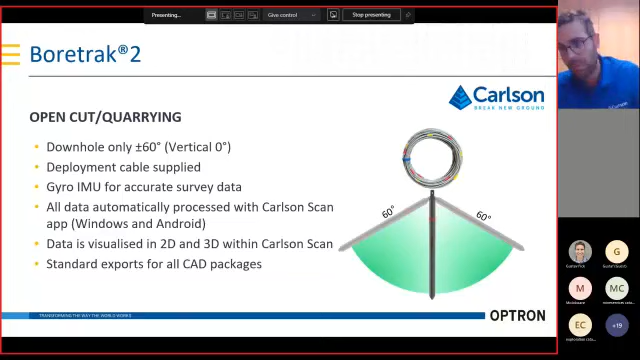 Presenting...
Give control
Stop presenting
Boretrak®2
Carlson
BREAK NEW GROUND
OPEN CUT/QUARRYING
• Downhole only ±60° (Vertical 0°)
• Deployment cable supplied
• Gyro IMU for accurate survey data
• All data automatically processed with Carlson Scan
app (Windows and Android)
• Data is visualised in 2D and 3D within Carlson Scan
• Standard exports for all CAD packages
60°
60°
G
M
MC
EC
+19
TRANSFORMING THE WAY THE WORLD WORKS
OPTRON